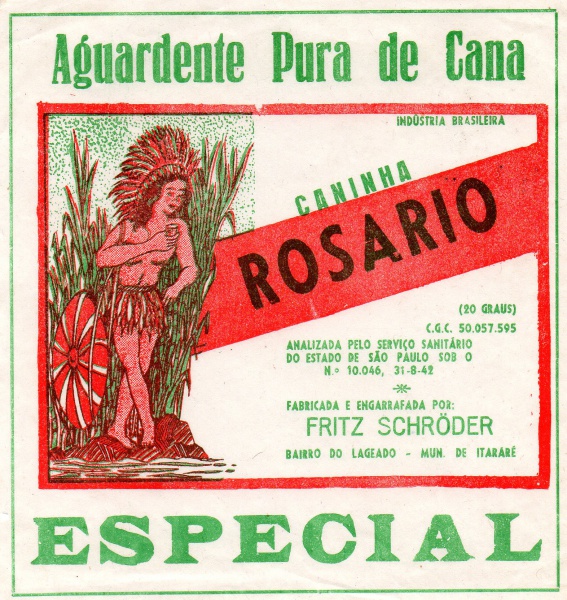 Aguardente Pura de Cana
INDÚSTRIA BRASILEIRA
CANINHA
ROSARIO
(20 GRAUS)
C.G.C. 50.057.595
ANALIZADA PELO SERVIÇO SANITÁRIO
DO ESTADO DE SÃO PAULO SOB O
N.º 10.046, 31-8-42
FABRICADA E ENGARRAFADA POR:
FRITZ SCHRÖDER
BAIRRO DO LAGEADO - MUN. DE ITARARÉ
ESPECIAL